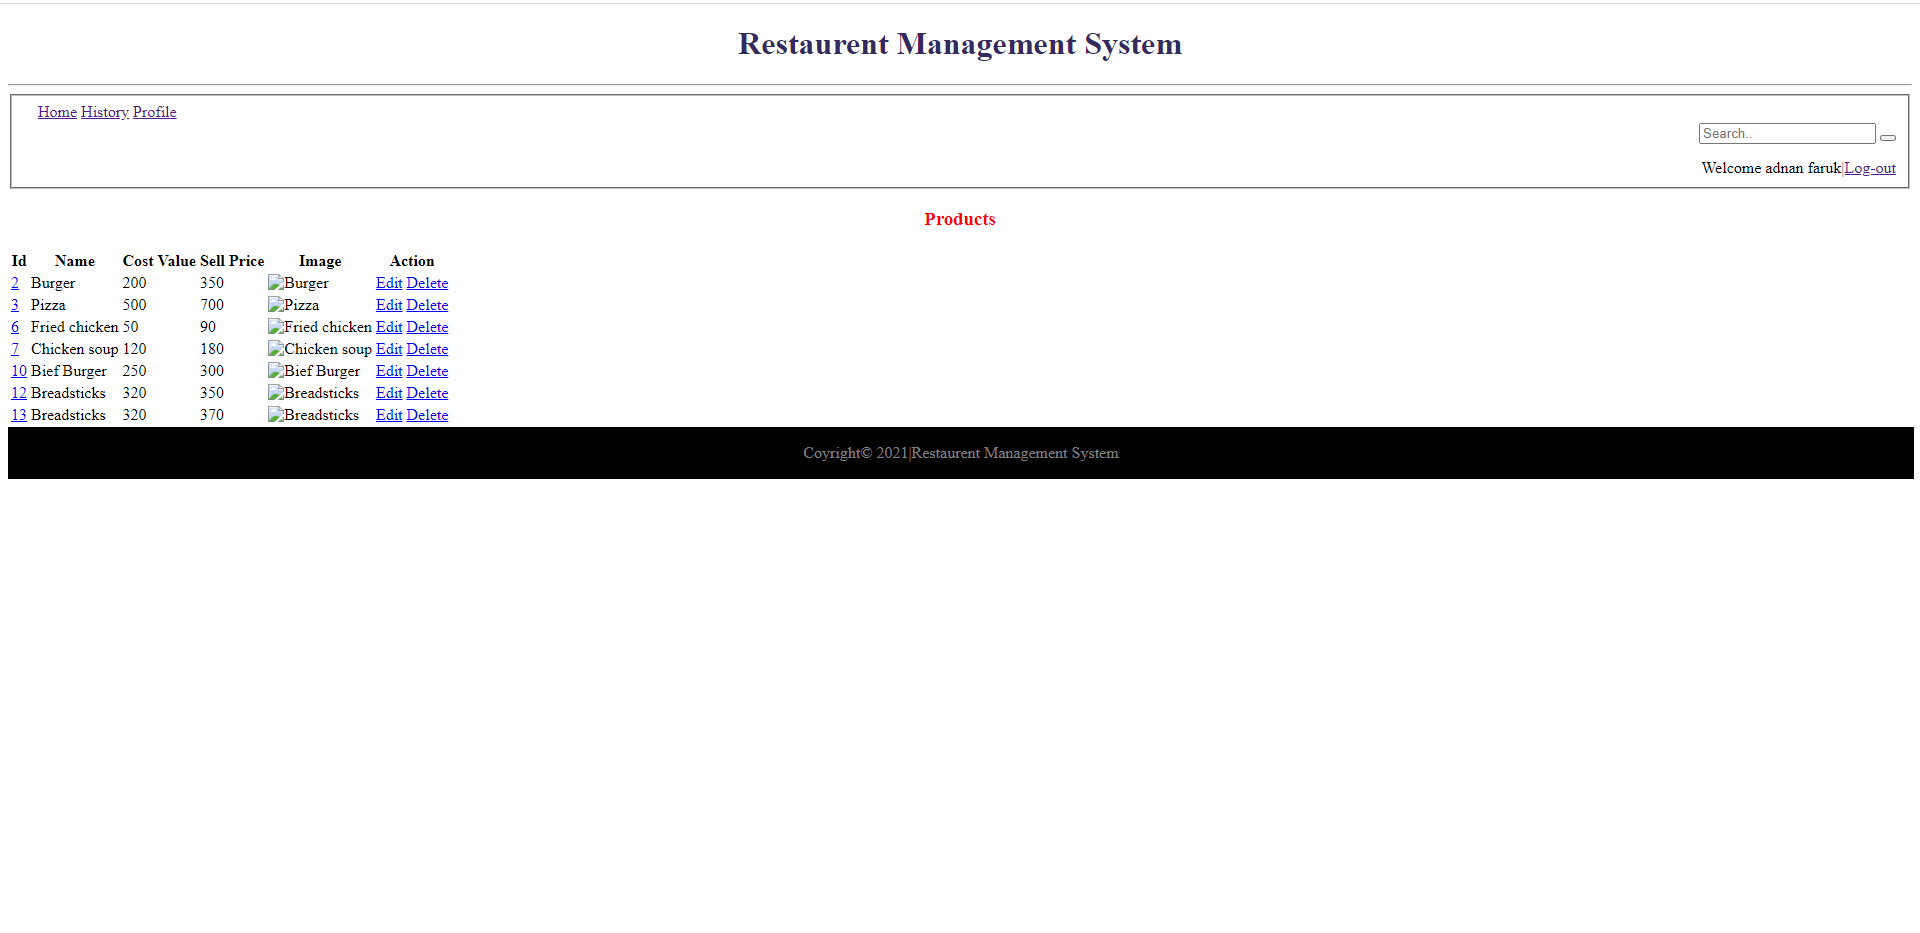 Restaurent Management System
Home History Profile
Search..
Welcome adnan faruk|Log-out
Products
Id Name Cost Value Sell Price Image Action
2 Burger 200 350 Burger Edit Delete
3 Pizza 500 700 Pizza Edit Delete
6 Fried chicken 50 90 Fried chicken Edit Delete
7 Chicken soup 120 180 Chicken soup Edit Delete
10 Bief Burger 250 300 Bief Burger Edit Delete
12 Breadsticks 320 350 Breadsticks Edit Delete
13 Breadsticks 320 370 Breadsticks Edit Delete
Coyright© 2021|Restaurent Management System